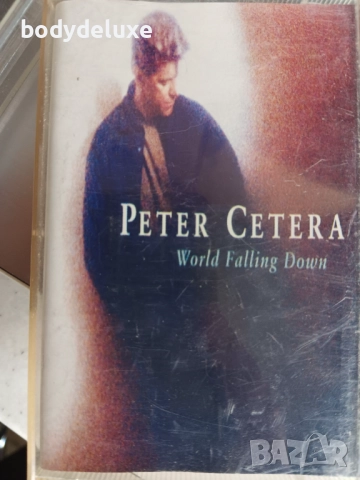 bodydeluxe
PETER CETERA
World Falling Down
BAZAR